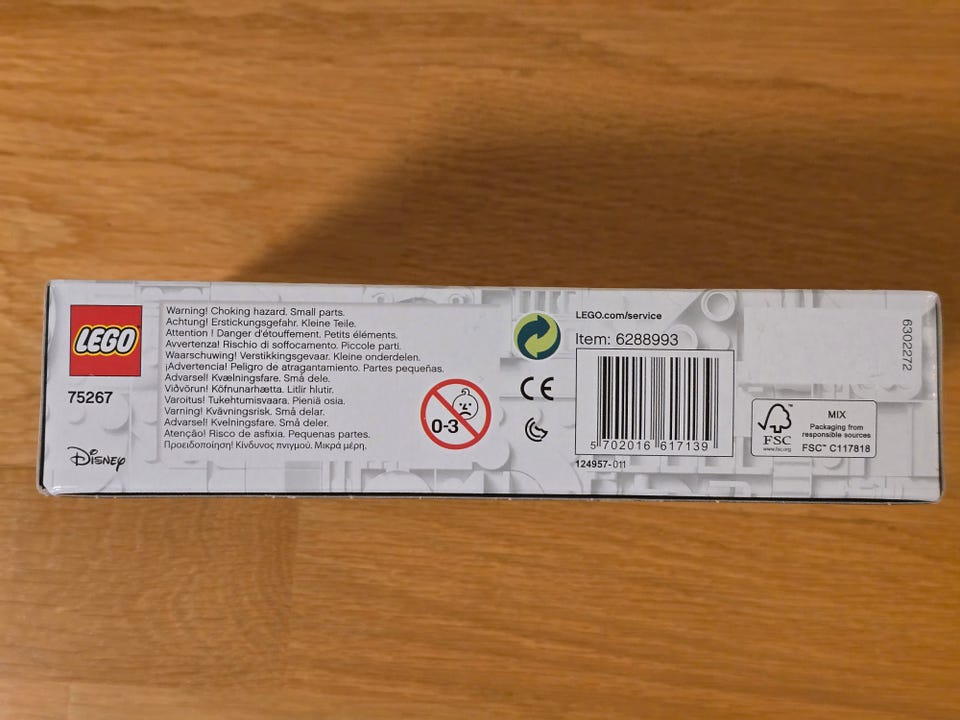 LEGO
75267
Disney
Warning! Choking hazard. Small parts.
Achtung! Erstickungsgefahr. Kleine Teile.
Attention ! Danger d'étouffement. Petits éléments.
Avvertenza! Rischio di soffocamento. Piccole parti.
Waarschuwing! Verstikkingsgevaar. Kleine onderdelen.
¡Advertencia! Peligro de atragantamiento. Partes pequeñas.
Advarsel! Kvælningsfare. Små dele.
Viðvörun! Köfnunarhætta. Litlir hlutir.
Varoitus! Tukehtumisvaara. Pieniä osia.
Varning! Kvävningsrisk. Små delar.
Advarsel! Kvelningsfare. Små deler.
Atenção! Risco de asfixia. Pequenas partes.
Προειδοποίηση! Κίνδυνος πνιγμού. Μικρά μέρη.
0-3
CE
LEGO.com/service
Item: 6288993
5 702016 617139
124957-011
6302272
FSC
www.fsc.org
MIX
Packaging from
responsible sources
FSC™ C117818